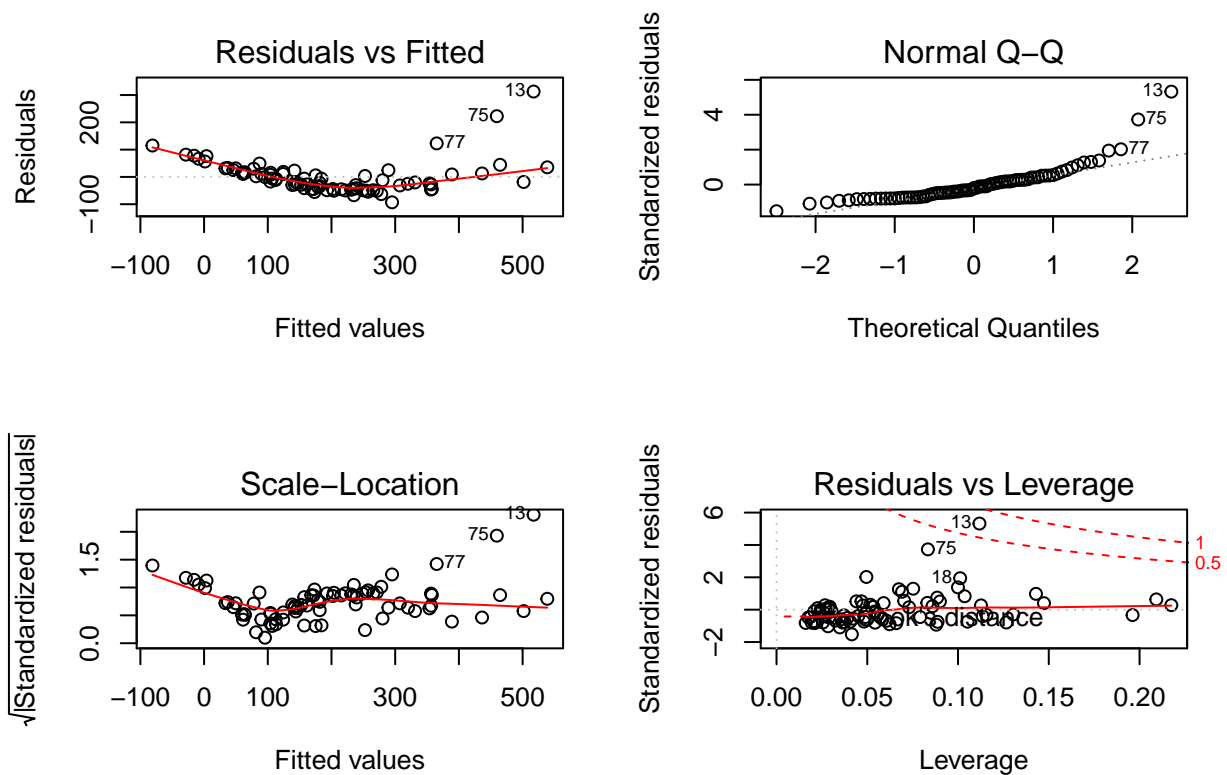 Residuals vs Fitted
Residuals
−100
200
13
75
77
−100 0 100 300 500
Fitted values
Normal Q−Q
Standardized residuals
0
4
13
75
77
−2 −1 0 1 2
Theoretical Quantiles
Scale−Location
√|Standardized residuals|
0.0
1.5
13
75
77
−100 0 100 300 500
Fitted values
Residuals vs Leverage
Standardized residuals
−2
2
6
13
75
18
1
0.5
0.00 0.05 0.10 0.15 0.20
Leverage